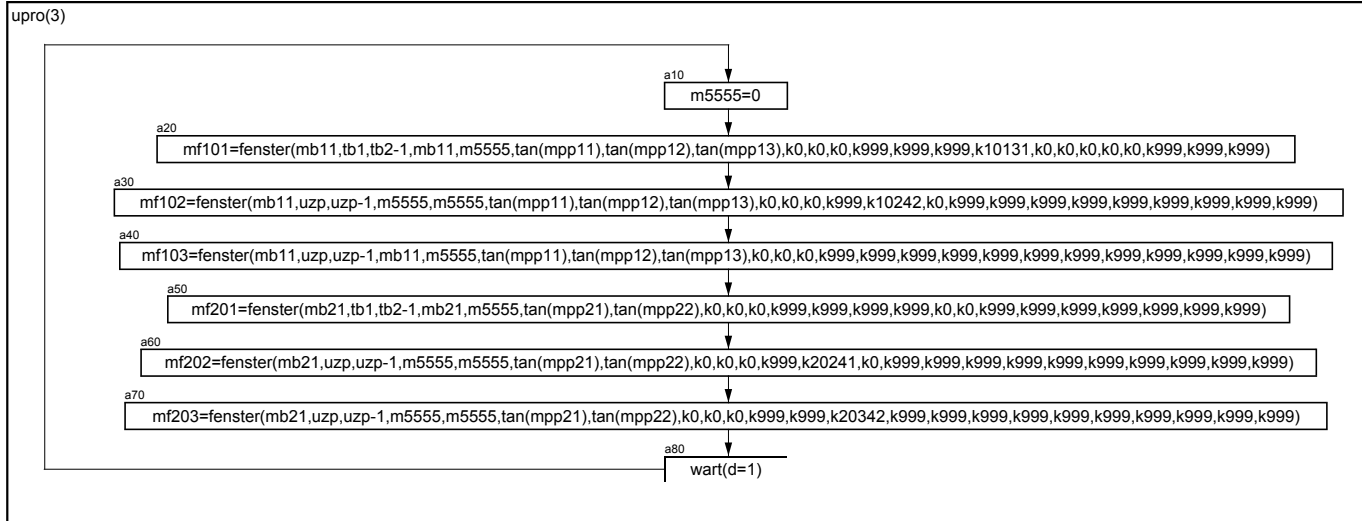 upro(3)
a10
m5555=0
a20
mf101=fenster(mb11,tb1,tb2-1,mb11,m5555,tan(mpp11),tan(mpp12),tan(mpp13),k0,k0,k0,k999,k999,k999,k10131,k0,k0,k0,k0,k0,k999,k999,k999)
a30
mf102=fenster(mb11,uzp,uzp-1,m5555,m5555,tan(mpp11),tan(mpp12),tan(mpp13),k0,k0,k0,k999,k10242,k0,k999,k999,k999,k999,k999,k999,k999,k999,k999)
a40
mf103=fenster(mb11,uzp,uzp-1,mb11,m5555,tan(mpp11),tan(mpp12),tan(mpp13),k0,k0,k0,k999,k999,k999,k999,k999,k999,k999,k999,k999,k999,k999,k999)
a50
mf201=fenster(mb21,tb1,tb2-1,mb21,m5555,tan(mpp21),tan(mpp22),k0,k0,k0,k999,k999,k999,k999,k0,k0,k999,k999,k999,k999,k999,k999)
a60
mf202=fenster(mb21,uzp,uzp-1,m5555,m5555,tan(mpp21),tan(mpp22),k0,k0,k0,k999,k20241,k0,k999,k999,k999,k999,k999,k999,k999,k999,k999)
a70
mf203=fenster(mb21,uzp,uzp-1,m5555,m5555,tan(mpp21),tan(mpp22),k0,k0,k0,k999,k999,k20342,k999,k999,k999,k999,k999,k999,k999,k999,k999)
a80
wart(d=1)